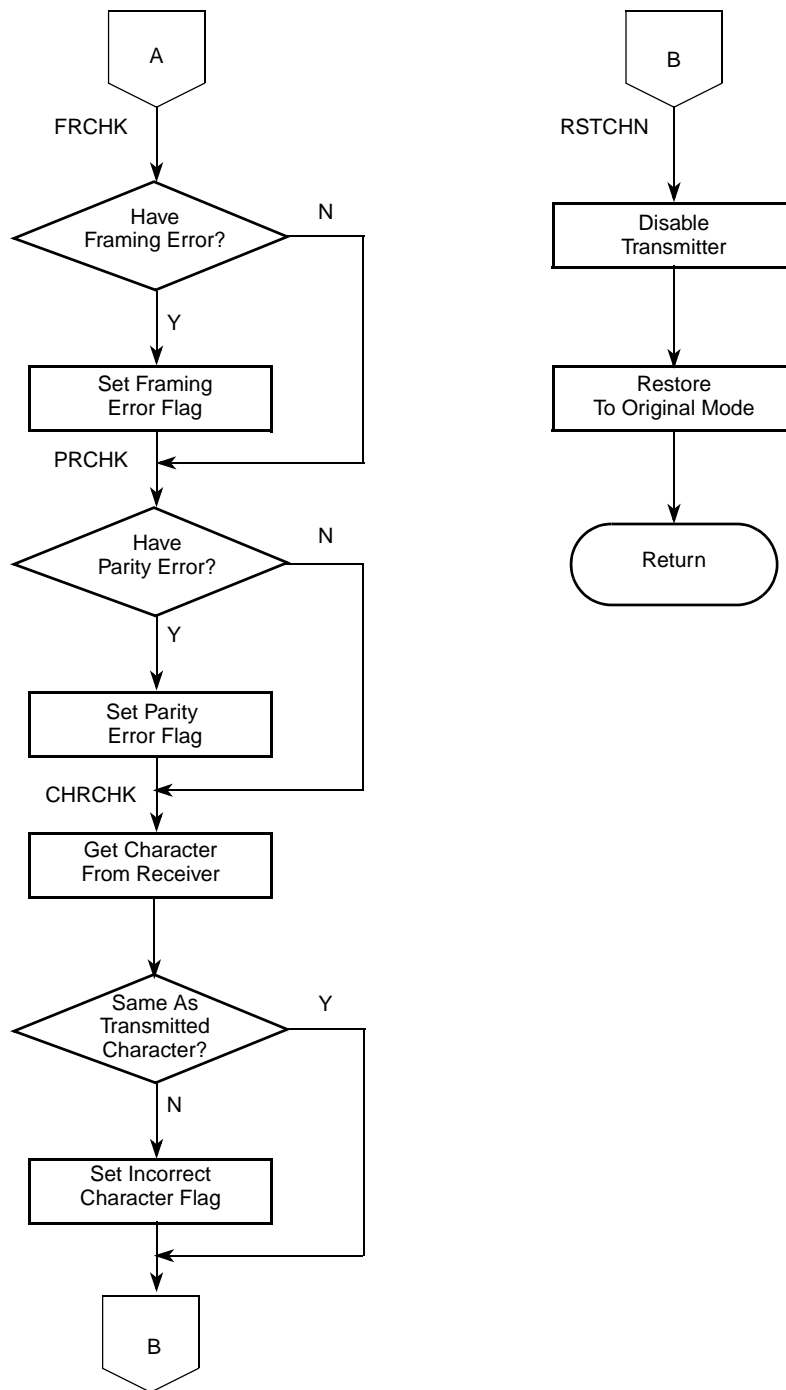 A
FRCHK
Have
Framing Error?
N
Y
Set Framing
Error Flag
PRCHK
Have
Parity Error?
N
Y
Set Parity
Error Flag
CHRCHK
Get Character
From Receiver
Same As
Transmitted
Character?
Y
N
Set Incorrect
Character Flag
B
B
RSTCHN
Disable
Transmitter
Restore
To Original Mode
Return